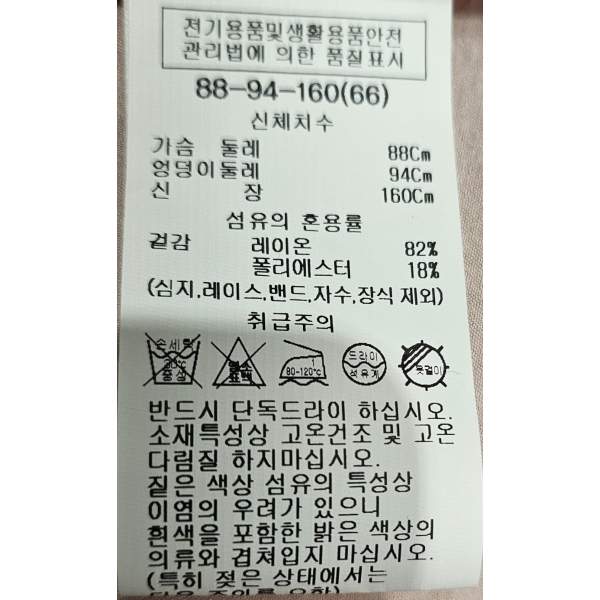 전기용품및생활용품안전
관리법에 의한 품질표시
88-94-160(66)
신체치수
가슴 둘레 88Cm
엉덩이둘레 94Cm
신 장 160Cm
섬유의 혼용률
겉감 레이온 82%
폴리에스터 18%
(심지,레이스,밴드,자수,장식 제외)
취급주의
손세탁 30℃ 중성
염소 표백
1 80-120℃
드라이 석유계
옷걸이
반드시 단독드라이 하십시오.
소재특성상 고온건조 및 고온
다림질 하지마십시오.
짙은 색상 섬유의 특성상
이염의 우려가 있으니
흰색을 포함한 밝은 색상의
의류와 겹쳐입지 마십시오.
(특히 젖은 상태에서는